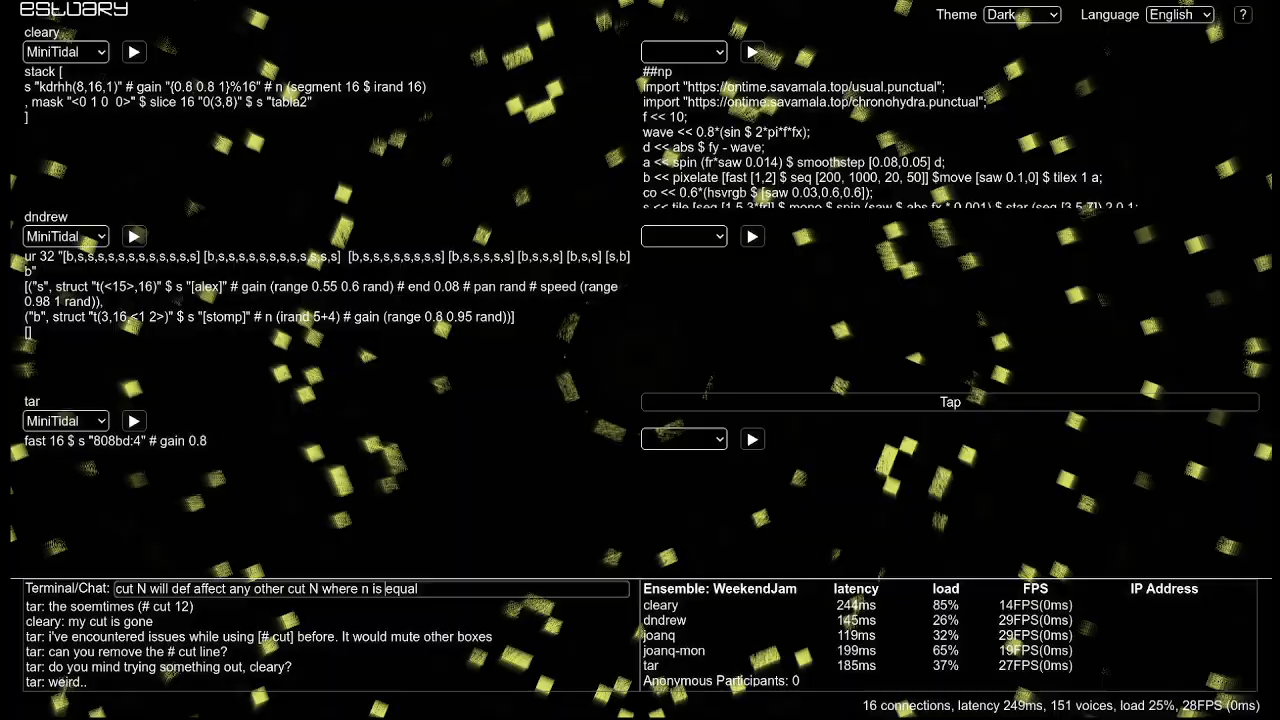 estuary
Theme Dark Language English ?
cleary
MiniTidal
stack [
s "kdrhh(8,16,1)" # gain "{0.8 0.8 1}%16" # n (segment 16 $ irand 16)
, mask "<0 1 0 0>" $ slice 16 "0(3,8)" $ s "tabla2"
]
##np
import "https://ontime.savamala.top/usual.punctual";
import "https://ontime.savamala.top/chronohydra.punctual";
f << 10;
wave << 0.8*(sin $ 2*pi*f*fx);
d << abs $ fy - wave;
a << spin (fr*saw 0.014) $ smoothstep [0.08,0.05] d;
b << pixelate [fast [1,2] $ seq [200, 1000, 20, 50]] $move [saw 0.1,0] $ tilex 1 a;
co << 0.6*(hsvrgb $ [saw 0.03,0.6,0.6]);
dndrew
MiniTidal
ur 32 "[b,s,s,s,s,s,s,s,s,s,s,s,s] [b,s,s,s,s,s,s,s,s,s,s,s,s] [b,s,s,s,s,s,s,s,s] [b,s,s,s,s,s] [b,s,s,s] [b,s,s] [s,b]
b"
[("s", struct "t(<15>,16)" $ s "[alex]" # gain (range 0.55 0.6 rand) # end 0.08 # pan rand # speed (range
0.98 1 rand)),
("b", struct "t(3,16,<1 2>)" $ s "[stomp]" # n (irand 5+4) # gain (range 0.8 0.95 rand))]
[]
tar
MiniTidal
fast 16 $ s "808bd:4" # gain 0.8
Tap
Terminal/Chat: cut N will def affect any other cut N where n is equal
tar: the soemtimes (# cut 12)
cleary: my cut is gone
tar: i've encountered issues while using [# cut] before. It would mute other boxes
tar: can you remove the # cut line?
tar: do you mind trying something out, cleary?
tar: weird..
Ensemble: WeekendJam latency load FPS IP Address
cleary 244ms 85% 14FPS(0ms)
dndrew 145ms 26% 29FPS(0ms)
joanq 119ms 32% 29FPS(0ms)
joanq-mon 199ms 65% 19FPS(0ms)
tar 185ms 37% 27FPS(0ms)
Anonymous Participants: 0
16 connections, latency 249ms, 151 voices, load 25%, 28FPS (0ms)